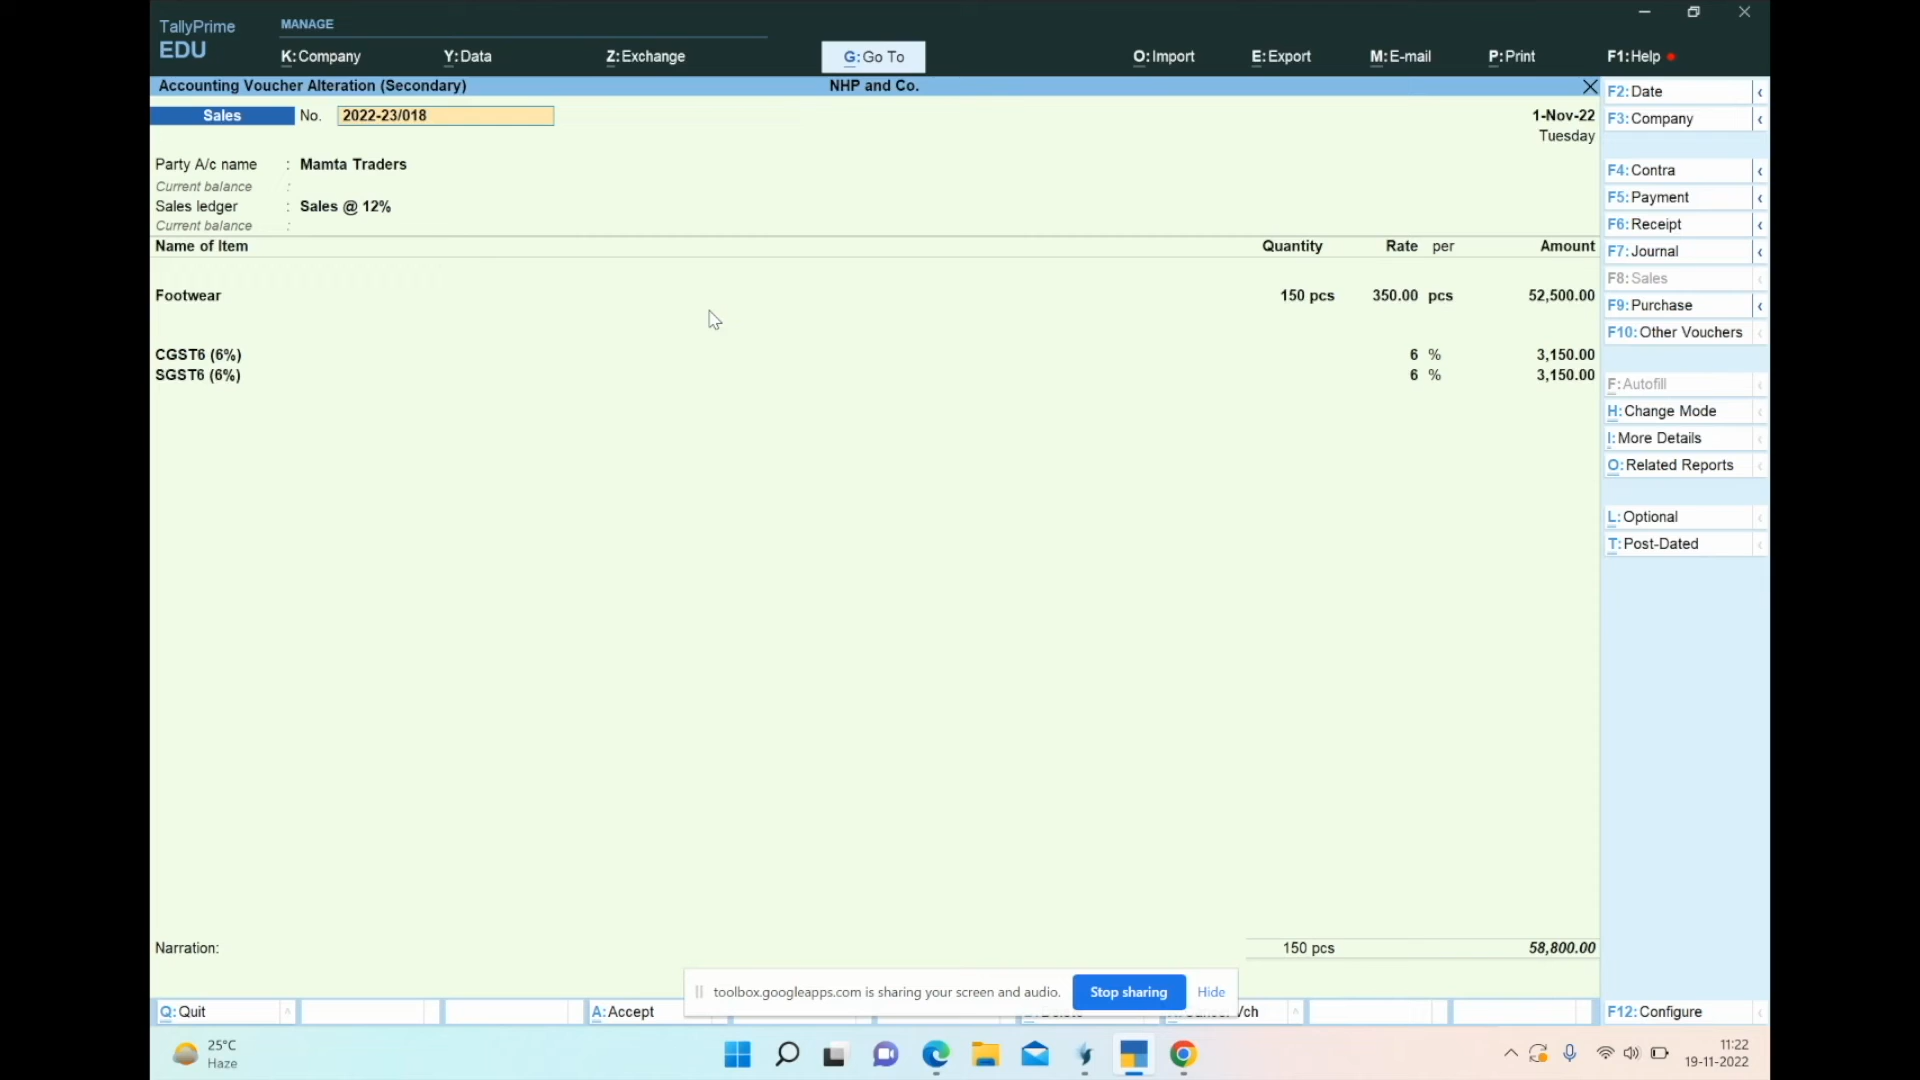 TallyPrime
EDU
MANAGE
K:Company
Y:Data
Z:Exchange
G:Go To
O:Import
E:Export
M:E-mail
P:Print
F1:Help
Accounting Voucher Alteration (Secondary)
NHP and Co.
Sales No. 2022-23/018
1-Nov-22
Tuesday
Party A/c name : Mamta Traders
Current balance :
Sales ledger : Sales @ 12%
Current balance :
Name of Item Quantity Rate per Amount
Footwear 150 pcs 350.00 pcs 52,500.00
CGST6 (6%) 6 % 3,150.00
SGST6 (6%) 6 % 3,150.00
Narration: 150 pcs 58,800.00
F2:Date
F3:Company
F4:Contra
F5:Payment
F6:Receipt
F7:Journal
F8:Sales
F9:Purchase
F10:Other Vouchers
F:Autofill
H:Change Mode
I:More Details
O:Related Reports
L:Optional
T:Post-Dated
F12:Configure
toolbox.googleapps.com is sharing your screen and audio. Stop sharing Hide
Q:Quit
A:Accept
Vch
25°C
Haze
11:22
19-11-2022